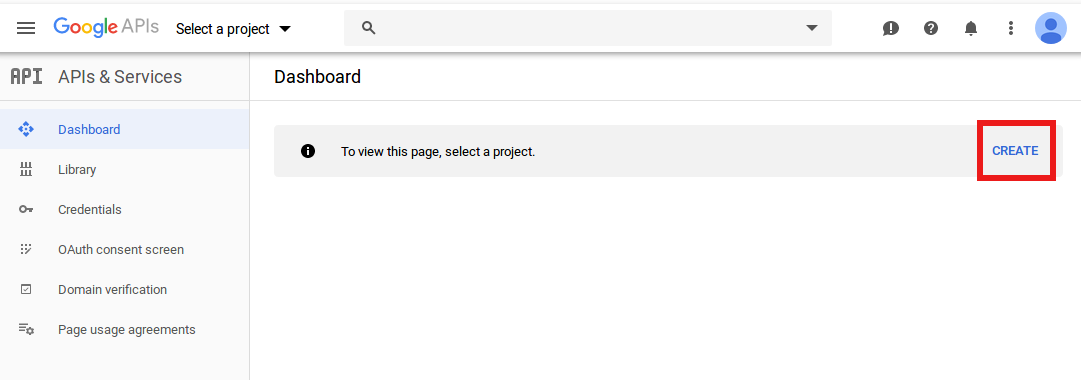 Google APIs Select a project
API APIs & Services
Dashboard
Dashboard
Library
Credentials
OAuth consent screen
Domain verification
Page usage agreements
To view this page, select a project.
CREATE